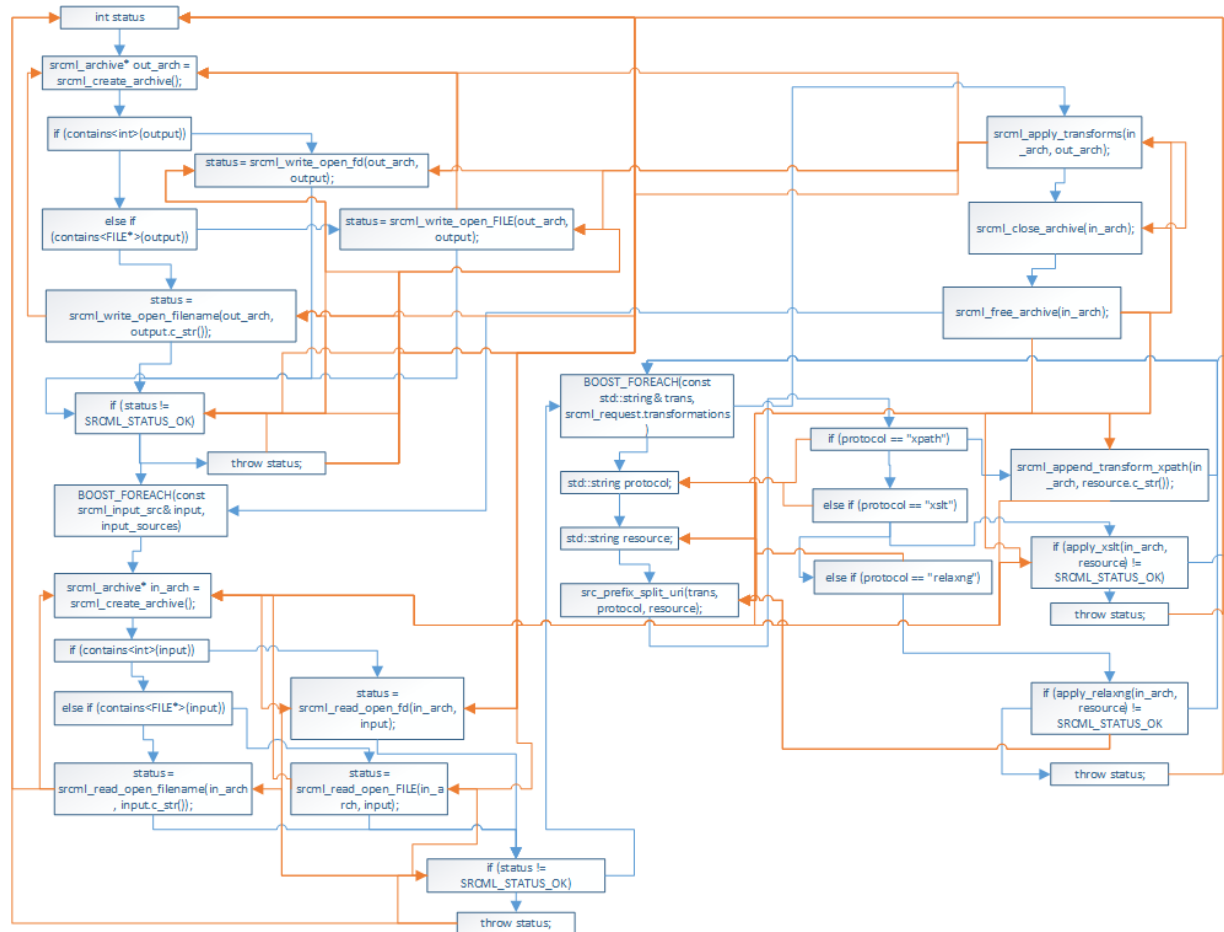 int status
srcml_archive* out_arch =
srcml_create_archive();
if (contains<int>(output))
status = srcml_write_open_fd(out_arch,
output);
else if
(contains<FILE*>(output))
status = srcml_write_open_FILE(out_arch,
output);
status =
srcml_write_open_filename(out_arch,
output.c_str());
if (status !=
SRCML_STATUS_OK)
throw status;
BOOST_FOREACH(const
srcml_input_src& input,
input_sources)
srcml_archive* in_arch =
srcml_create_archive();
if (contains<int>(input))
else if (contains<FILE*>(input))
status =
srcml_read_open_fd(in_arch,
input);
status =
srcml_read_open_filename(in_arch
, input.c_str());
status =
srcml_read_open_FILE(in_ar
ch, input);
if (status !=
SRCML_STATUS_OK)
throw status;
BOOST_FOREACH(const
std::string& trans,
srcml_request.transformations
)
std::string protocol;
std::string resource;
src_prefix_split_uri(trans,
protocol, resource);
if (protocol == "xpath")
else if (protocol == "xslt")
else if (protocol == "relaxng")
srcml_apply_transforms(in
_arch, out_arch);
srcml_close_archive(in_arch);
srcml_free_archive(in_arch);
srcml_append_transform_xpath(in
_arch, resource.c_str());
if (apply_xslt(in_arch,
resource) !=
SRCML_STATUS_OK)
throw status;
if (apply_relaxng(in_arch,
resource) !=
SRCML_STATUS_OK
throw status;